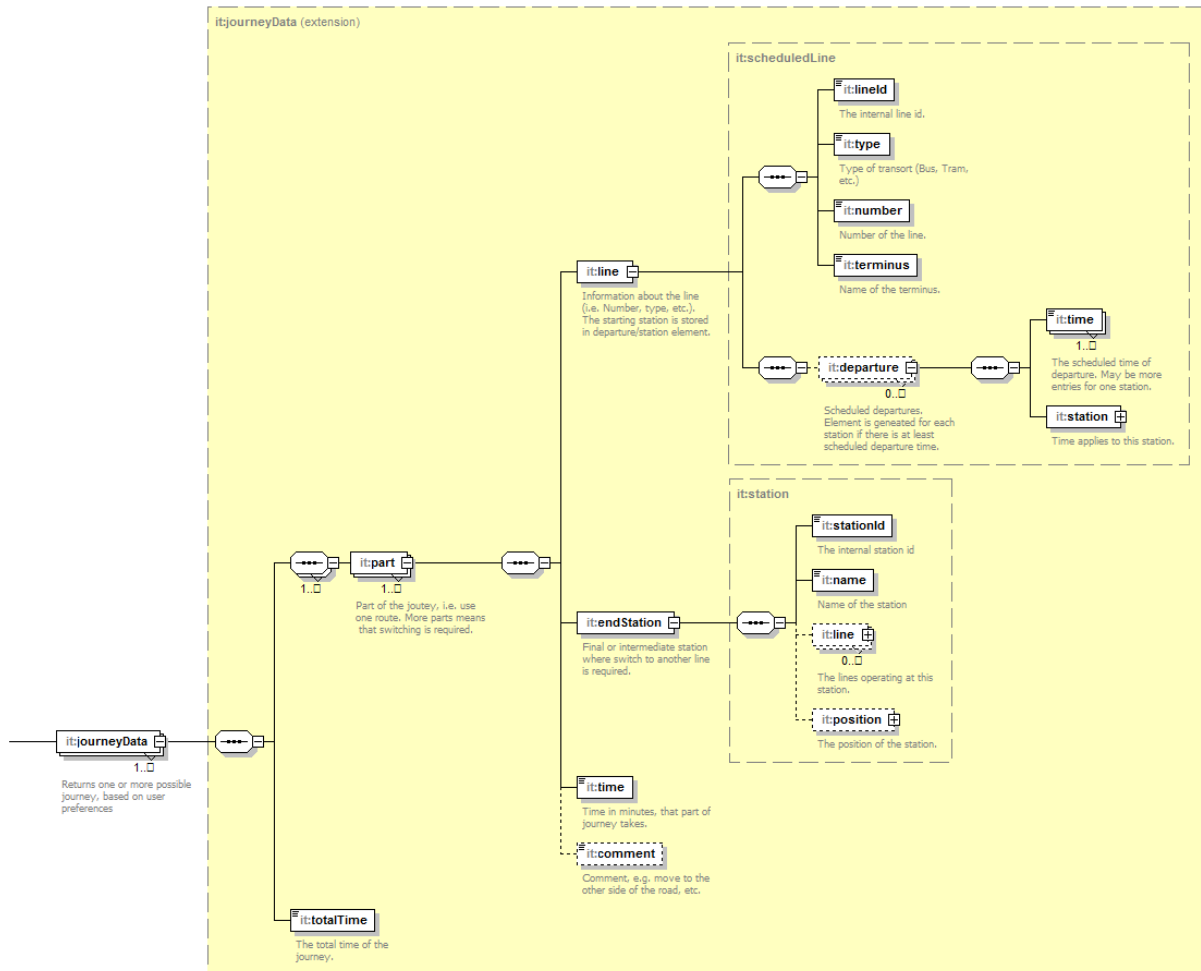 it:journeyData (extension)
it:scheduledLine
it:lineId
The internal line id.
it:type
Type of transort (Bus, Tram,
etc.)
it:number
Number of the line.
it:terminus
Name of the terminus.
it:line
Information about the line
(i.e. Number, type, etc.).
The starting station is stored
in departure/station element.
it:departure
0..□
Scheduled departures.
Element is geneated for each
station if there is at least
scheduled departure time.
it:time
1..□
The scheduled time of
departure. May be more
entries for one station.
it:station
Time applies to this station.
it:station
it:stationId
The internal station id
it:name
Name of the station
it:line
0..□
The lines operating at this
station.
it:position
The position of the station.
1..□
it:part
1..□
Part of the joutey, i.e. use
one route. More parts means
that switching is required.
it:endStation
Final or intermediate station
where switch to another line
is required.
it:journeyData
1..□
Returns one or more possible
journey, based on user
preferences
it:time
Time in minutes, that part of
journey takes.
it:comment
Comment, e.g. move to the
other side of the road, etc.
it:totalTime
The total time of the
journey.